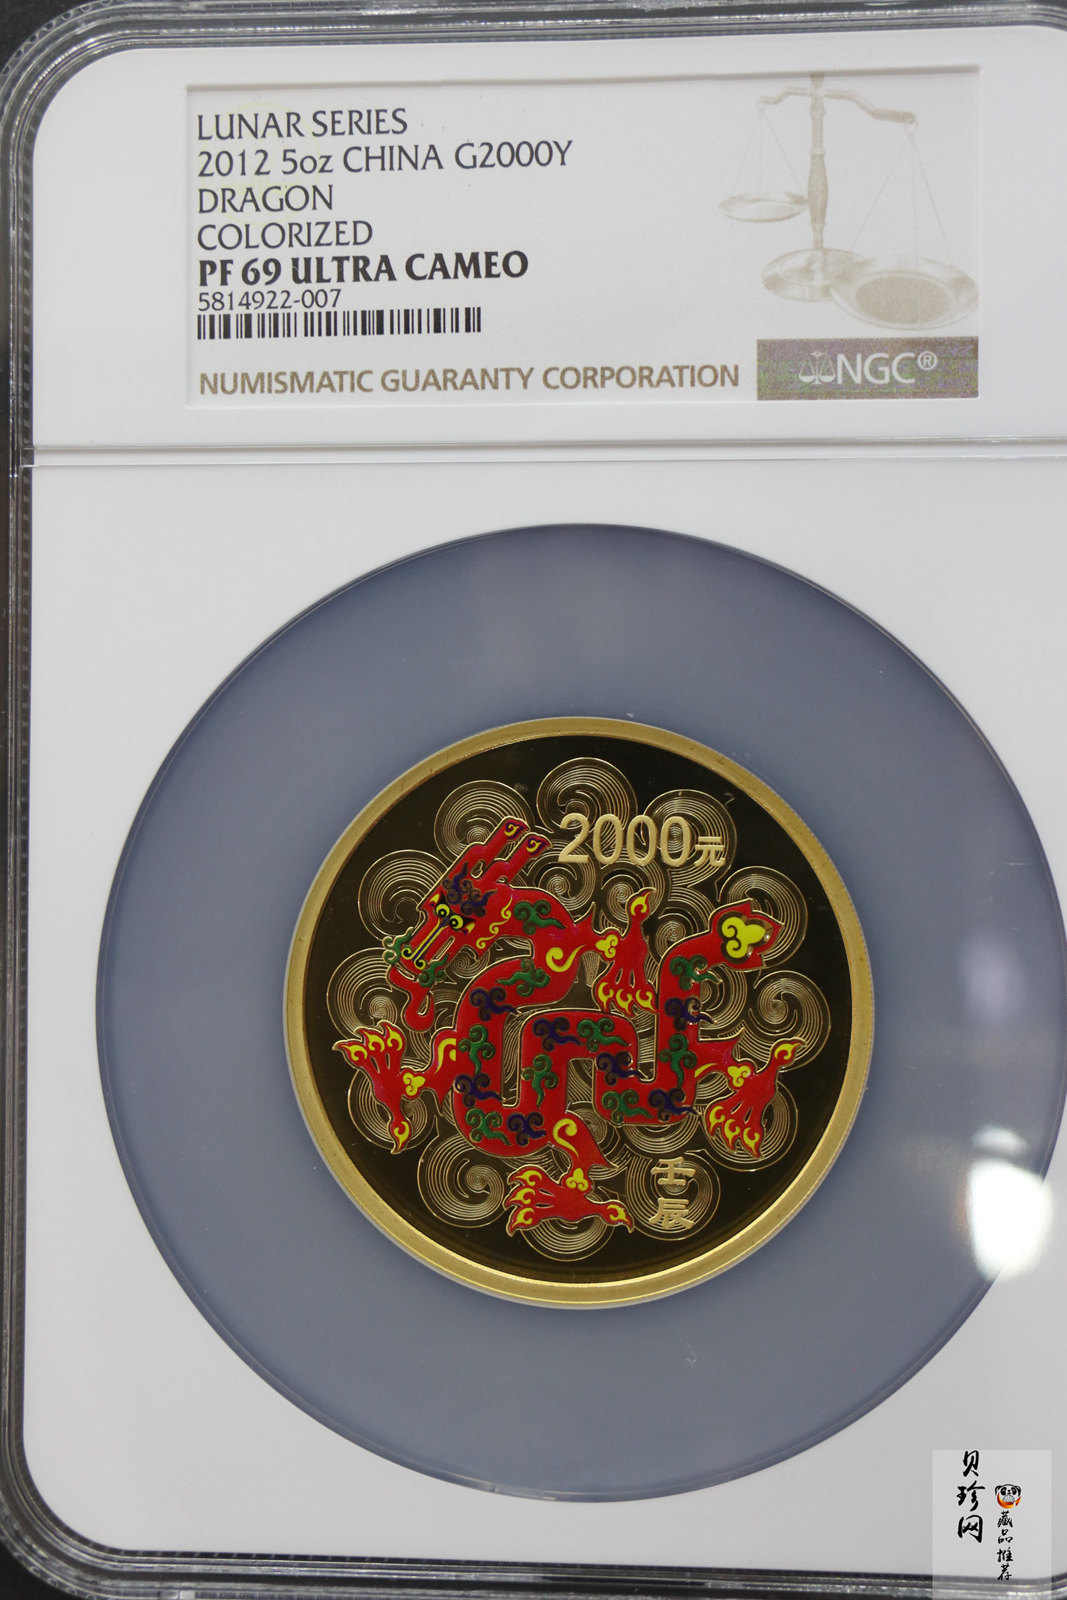 LUNAR SERIES
2012 5oz CHINA G2000Y
DRAGON
COLORIZED
PF 69 ULTRA CAMEO
5814922-007
NUMISMATIC GUARANTY CORPORATION
NGC®
2000元
壬辰
贝珍网
藏品推荐